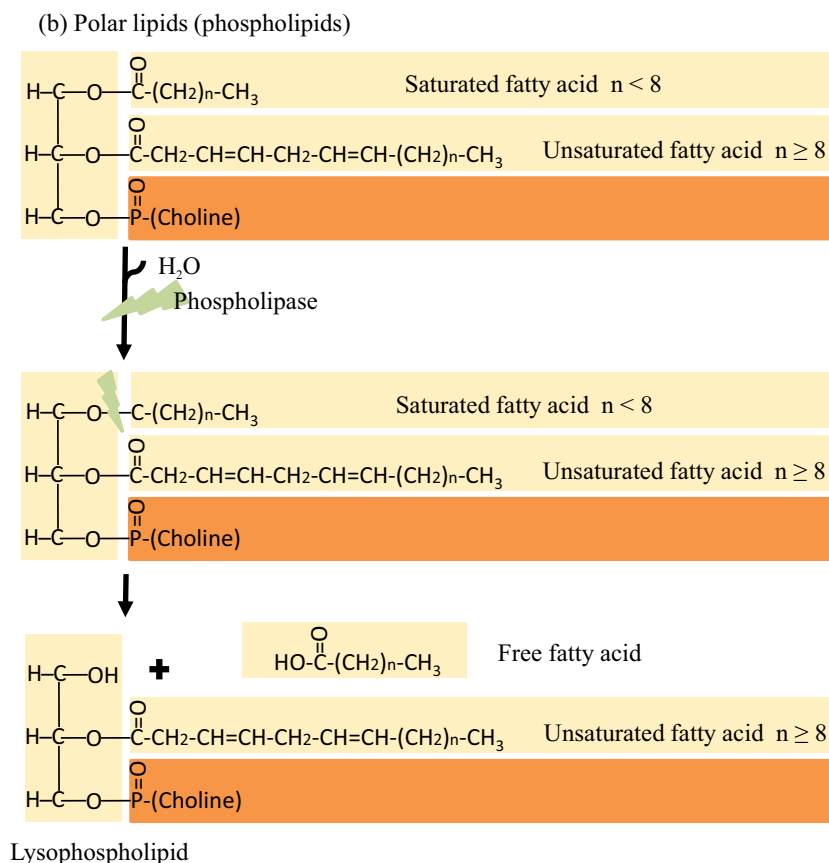 (b) Polar lipids (phospholipids)
O
H–C–O–C-(CH2)n-CH3 Saturated fatty acid n < 8
O
H–C–O–C-CH2-CH=CH-CH2-CH=CH-(CH2)n-CH3 Unsaturated fatty acid n ≥ 8
O
H–C–O–P-(Choline)
H2O
Phospholipase
H–C–O–C-(CH2)n-CH3 Saturated fatty acid n < 8
O
H–C–O–C-CH2-CH=CH-CH2-CH=CH-(CH2)n-CH3 Unsaturated fatty acid n ≥ 8
O
H–C–O–P-(Choline)
O
HO-C-(CH2)n-CH3 Free fatty acid
H–C–OH +
O
H–C–O–C-CH2-CH=CH-CH2-CH=CH-(CH2)n-CH3 Unsaturated fatty acid n ≥ 8
O
H–C–O–P-(Choline)
Lysophospholipid